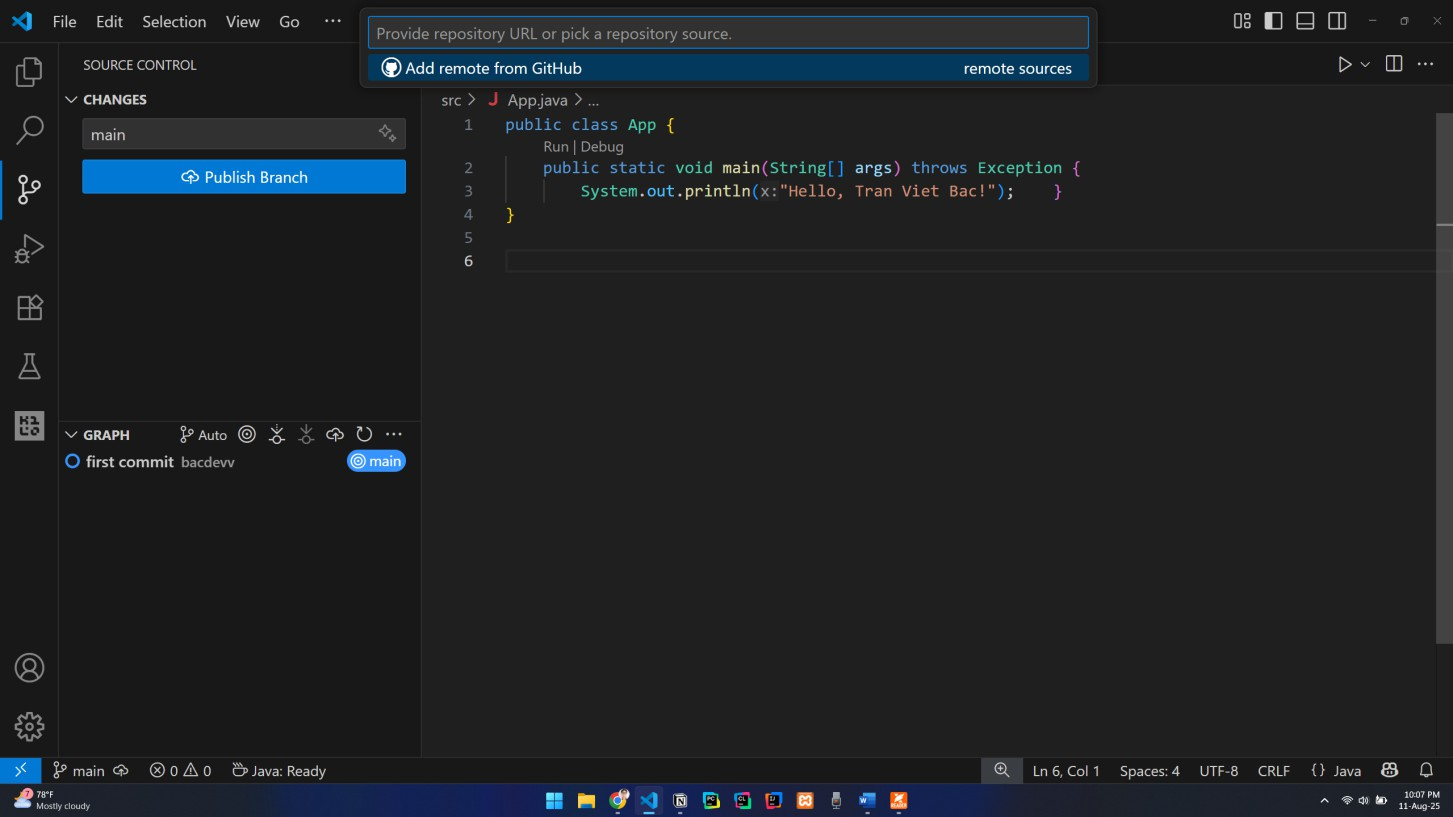 File Edit Selection View Go ...
Provide repository URL or pick a repository source.
Add remote from GitHub remote sources
SOURCE CONTROL
CHANGES
main
Publish Branch
GRAPH Auto
first commit bacdevv main
src > J App.java > ...
1 public class App {
Run | Debug
2 public static void main(String[] args) throws Exception {
3 System.out.println(x:"Hello, Tran Viet Bac!"); }
4 }
5
6
main 0 0 Java: Ready Ln 6, Col 1 Spaces: 4 UTF-8 CRLF {} Java
78°F
Mostly cloudy
10:07 PM
11-Aug-25